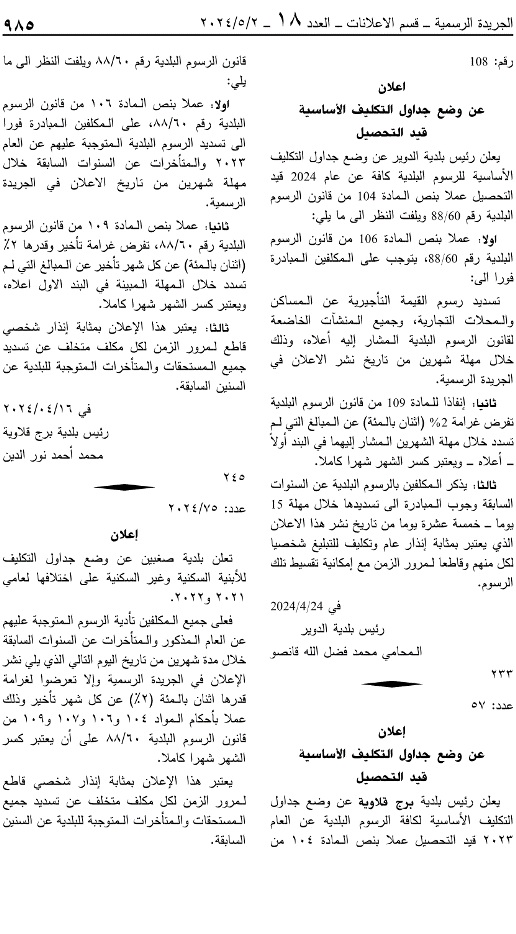 الجريدة الرسمية ــ قسم الاعلانات ــ العدد ١٨ ــ ٢٠٢٤/٥/٢
٩٨٥
رقم: 108
اعلان
عن وضع جداول التكليف الأساسية
قيد التحصيل
يعلن رئيس بلدية الدوير عن وضع جداول التكليف
الأساسية للرسوم البلدية كافة عن عام 2024 قيد
التحصيل عملا بنص المادة 104 من قانون الرسوم
البلدية رقم 88/60 ويلفت النظر الى ما يلي:
اولا: عملا بنص المادة 106 من قانون الرسوم
البلدية رقم 88/60، يتوجب على المكلفين المبادرة
فورا الى:
تسديد رسوم القيمة التأجيرية عن المساكن
والمحلات التجارية، وجميع المنشآت الخاضعة
لقانون الرسوم البلدية المشار إليه أعلاه، وذلك
خلال مهلة شهرين من تاريخ نشر الاعلان في
الجريدة الرسمية.
ثانيا: إنفاذا للمادة 109 من قانون الرسوم البلدية
تفرض غرامة 2% (اثنان بالمئة) عن المبالغ التي لم
تسدد خلال مهلة الشهرين المشار إليهما في البند أولاً
ــ أعلاه ــ ويعتبر كسر الشهر شهرا كاملا.
ثالثا: يذكر المكلفين بالرسوم البلدية عن السنوات
السابقة وجوب المبادرة الى تسديدها خلال مهلة 15
يوما ــ خمسة عشرة يوما من تاريخ نشر هذا الاعلان
الذي يعتبر بمثابة إنذار عام وتكليف للتبليغ شخصيا
لكل منهم وقاطعا لمرور الزمن مع إمكانية تقسيط تلك
الرسوم.
في 2024/4/24
رئيس بلدية الدوير
المحامي محمد فضل الله قانصو
٢٣٣
عدد: ٥٧
إعلان
عن وضع جداول التكليف الأساسية
قيد التحصيل
يعلن رئيس بلدية برج قلاوية عن وضع جداول
التكليف الأساسية لكافة الرسوم البلدية عن العام
٢٠٢٣ قيد التحصيل عملا بنص المادة ١٠٤ من
قانون الرسوم البلدية رقم ٨٨/٦٠ ويلفت النظر الى ما
يلي:
اولا: عملا بنص المادة ١٠٦ من قانون الرسوم
البلدية رقم ٨٨/٦٠، على المكلفين المبادرة فورا
الى تسديد الرسوم البلدية المتوجبة عليهم عن العام
٢٠٢٣ والمتأخرات عن السنوات السابقة خلال
مهلة شهرين من تاريخ الاعلان في الجريدة
الرسمية.
ثانيا: عملا بنص المادة ١٠٩ من قانون الرسوم
البلدية رقم ٨٨/٦٠، تفرض غرامة تأخير وقدرها ٢٪
(اثنان بالمئة) عن كل شهر تأخير عن المبالغ التي لم
تسدد خلال المهلة المبينة في البند الاول اعلاه،
ويعتبر كسر الشهر شهرا كاملا.
ثالثا: يعتبر هذا الإعلان بمثابة إنذار شخصي
قاطع لمرور الزمن لكل مكلف متخلف عن تسديد
جميع المستحقات والمتأخرات المتوجبة للبلدية عن
السنين السابقة.
في ٢٠٢٤/٠٤/١٦
رئيس بلدية برج قلاوية
محمد أحمد نور الدين
٢٤٥
عدد: ٢٠٢٤/٧٥
إعلان
تعلن بلدية صغبين عن وضع جداول التكليف
للأبنية السكنية وغير السكنية على اختلافها لعامي
٢٠٢١ و٢٠٢٢.
فعلى جميع المكلفين تأدية الرسوم المتوجبة عليهم
عن العام المذكور والمتأخرات عن السنوات السابقة
خلال مدة شهرين من تاريخ اليوم التالي الذي يلي نشر
الإعلان في الجريدة الرسمية وإلا تعرضوا لغرامة
قدرها اثنان بالمئة (٢٪) عن كل شهر تأخير وذلك
عملا بأحكام المواد ١٠٤ و١٠٦ و١٠٧ و١٠٩ من
قانون الرسوم البلدية ٨٨/٦٠ على أن يعتبر كسر
الشهر شهرا كاملا.
يعتبر هذا الإعلان بمثابة إنذار شخصي قاطع
لمرور الزمن لكل مكلف متخلف عن تسديد جميع
المستحقات والمتأخرات المتوجبة للبلدية عن السنين
السابقة.